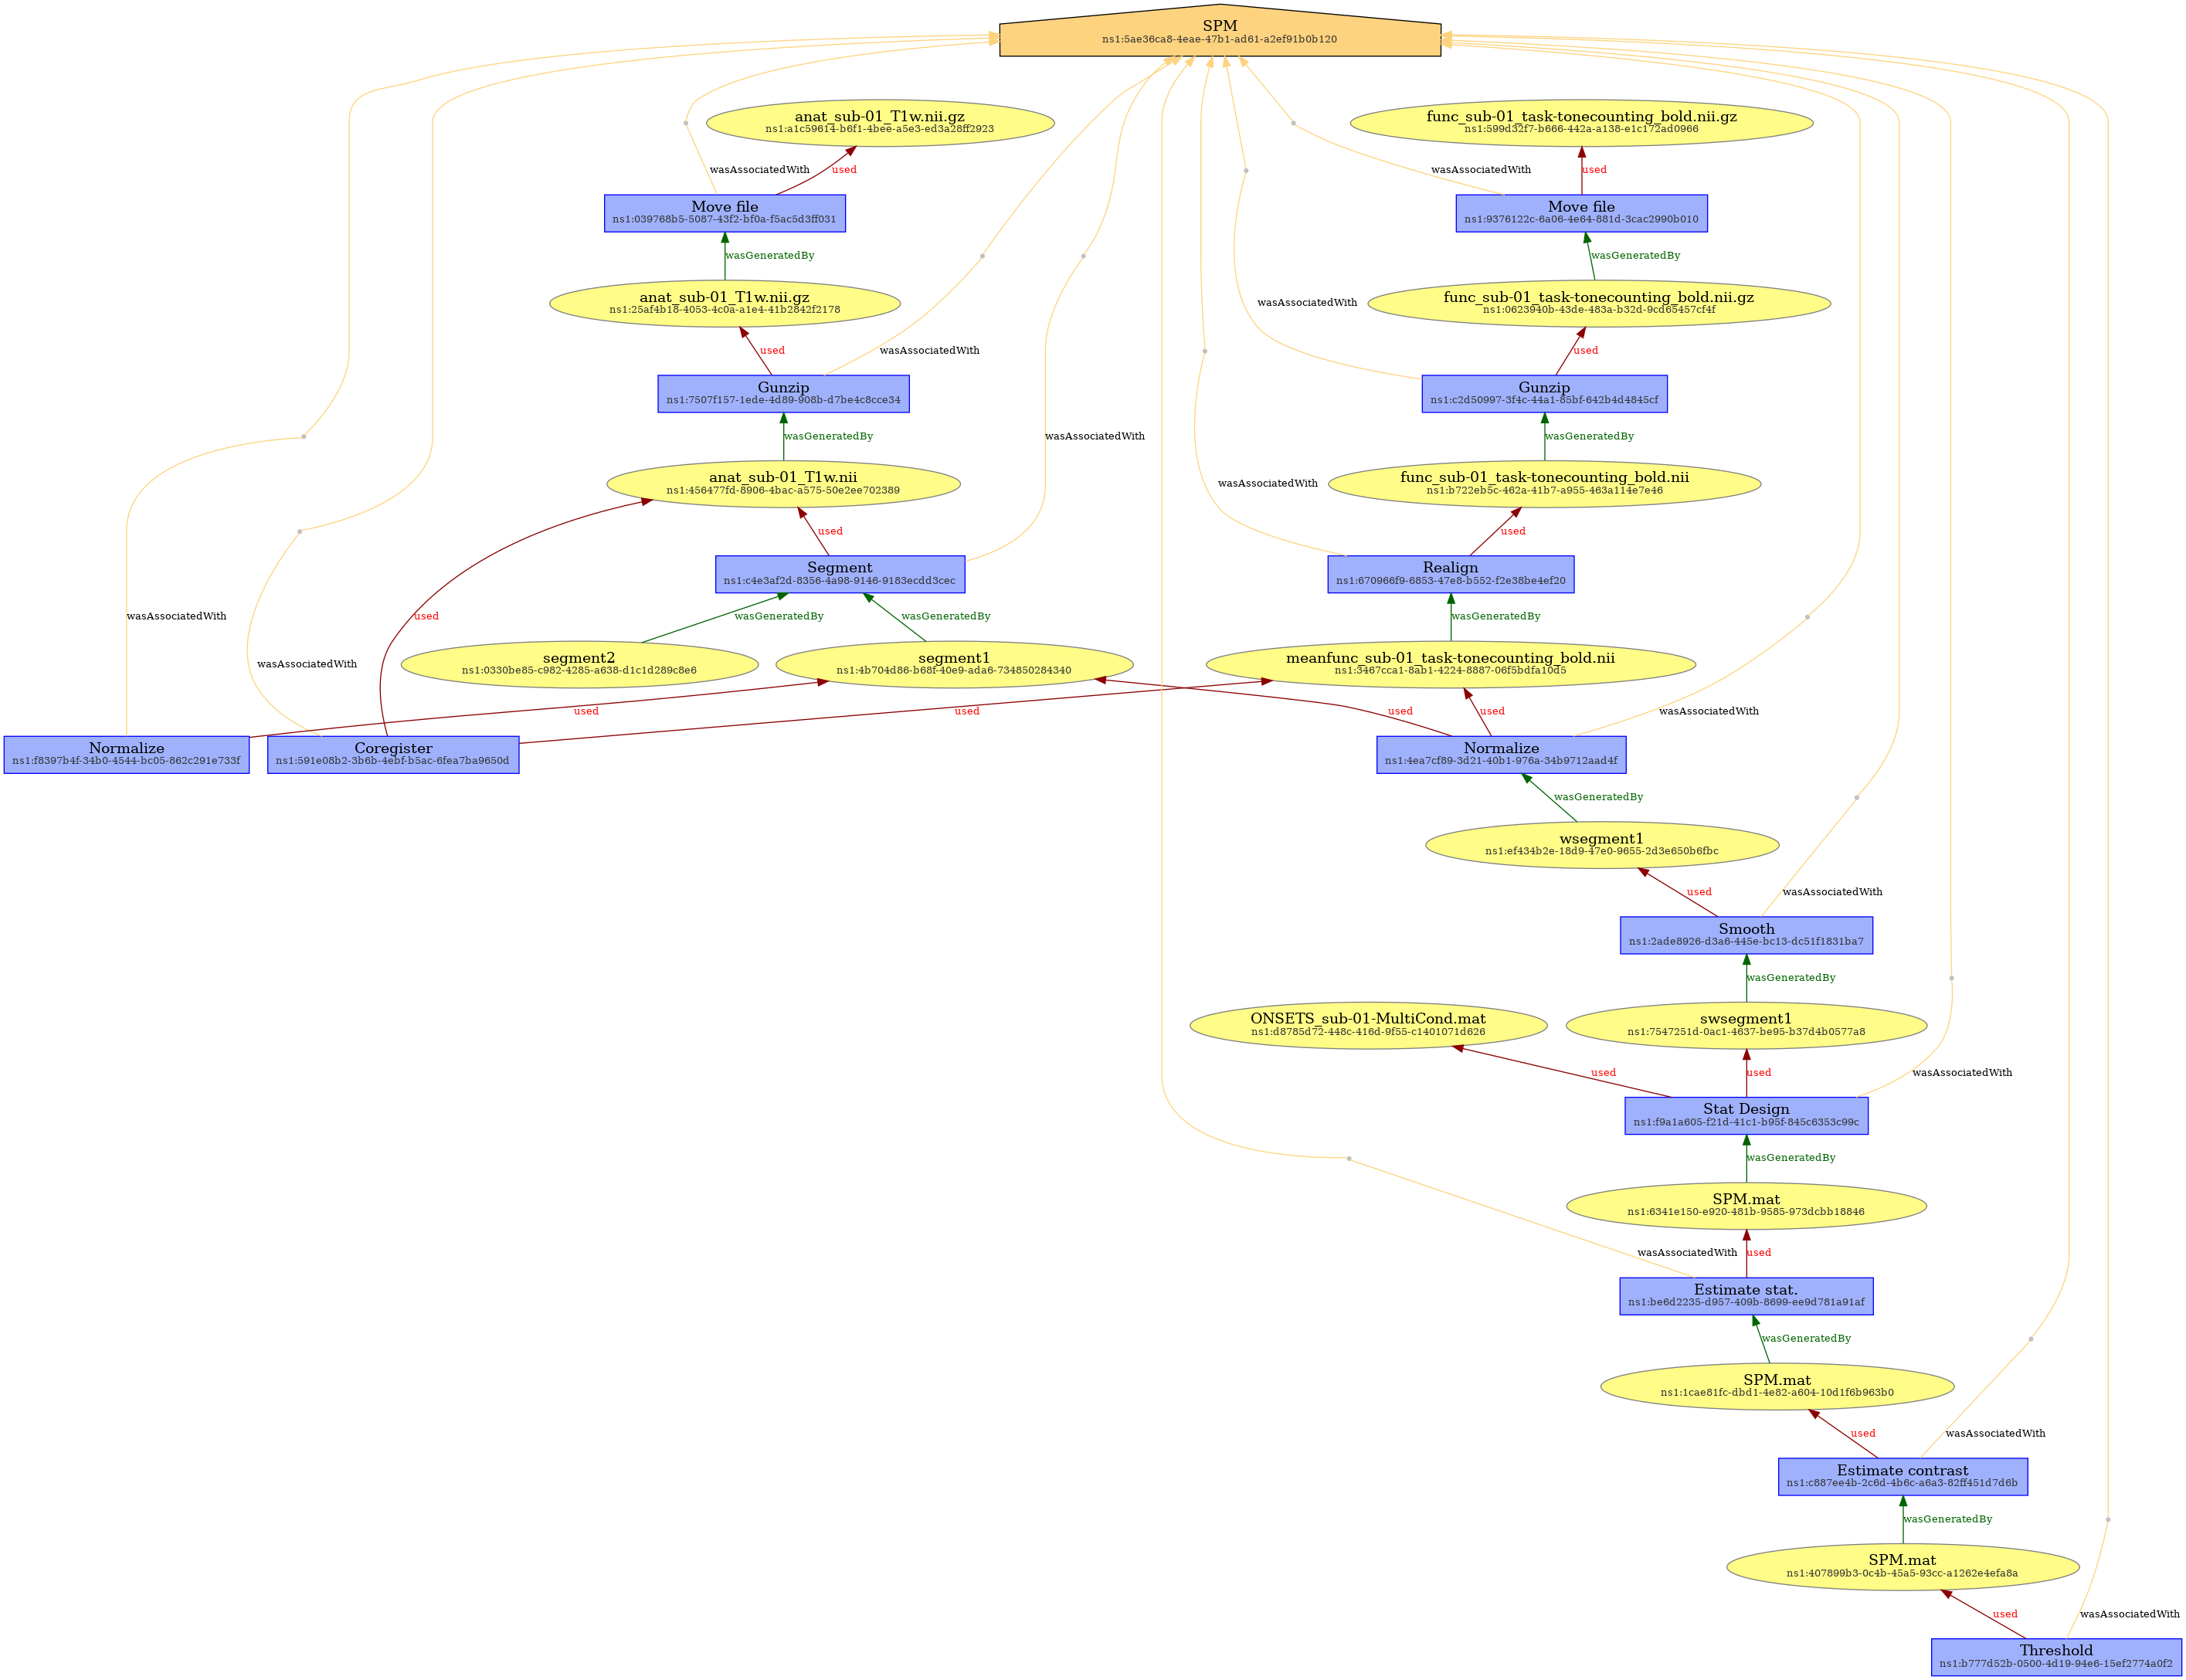 SPM
ns1:5ae36ca8-4eae-47b1-ad61-a2ef91b0b120
anat_sub-01_T1w.nii.gz
ns1:a1c59614-b6f1-4bee-a5e3-ed3a28ff2923
func_sub-01_task-tonecounting_bold.nii.gz
ns1:599d32f7-b666-442a-a138-e1c172ad0966
wasAssociatedWith
used
wasAssociatedWith
used
Move file
ns1:039768b5-5087-43f2-bf0a-f5ac5d3ff031
Move file
ns1:9376122c-6a06-4e64-881d-3cac2990b010
wasGeneratedBy
wasGeneratedBy
anat_sub-01_T1w.nii.gz
ns1:25af4b18-4053-4c0a-a1e4-41b2842f2178
wasAssociatedWith
func_sub-01_task-tonecounting_bold.nii.gz
ns1:0623940b-43de-483a-b32d-9cd65457cf4f
used
wasAssociatedWith
used
Gunzip
ns1:7507f157-1ede-4d89-908b-d7be4c8cce34
Gunzip
ns1:c2d50997-3f4c-44a1-85bf-642b4d4845cf
wasGeneratedBy
wasAssociatedWith
wasGeneratedBy
anat_sub-01_T1w.nii
ns1:456477fd-8906-4bac-a575-50e2ee702389
wasAssociatedWith
func_sub-01_task-tonecounting_bold.nii
ns1:b722eb5c-462a-41b7-a955-463a114e7e46
used
used
Segment
ns1:c4e3af2d-8356-4a98-9146-9183ecdd3cec
Realign
ns1:670966f9-6853-47e8-b552-f2e38be4ef20
wasAssociatedWith
used
wasGeneratedBy
wasGeneratedBy
wasGeneratedBy
wasAssociatedWith
segment2
ns1:0330be85-c982-4285-a638-d1c1d289c8e6
segment1
ns1:4b704d86-b68f-40e9-ada6-734850284340
meanfunc_sub-01_task-tonecounting_bold.nii
ns1:3467cca1-8ab1-4224-8887-06f5bdfa10d5
used
used
used
used
wasAssociatedWith
Normalize
ns1:f8397b4f-34b0-4544-bc05-862c291e733f
Coregister
ns1:591e08b2-3b6b-4ebf-b5ac-6fea7ba9650d
Normalize
ns1:4ea7cf89-3d21-40b1-976a-34b9712aad4f
wasGeneratedBy
wsegment1
ns1:ef434b2e-18d9-47e0-9655-2d3e650b6fbc
used
wasAssociatedWith
Smooth
ns1:2ade8926-d3a6-445e-bc13-dc51f1831ba7
wasGeneratedBy
ONSETS_sub-01-MultiCond.mat
ns1:d8785d72-448c-416d-9f55-c1401071d626
swsegment1
ns1:7547251d-0ac1-4637-be95-b37d4b0577a8
used
used
wasAssociatedWith
Stat Design
ns1:f9a1a605-f21d-41c1-b95f-845c6353c99c
wasGeneratedBy
SPM.mat
ns1:6341e150-e920-481b-9585-973dcbb18846
wasAssociatedWith
used
Estimate stat.
ns1:be6d2235-d957-409b-8699-ee9d781a91af
wasGeneratedBy
SPM.mat
ns1:1cae81fc-dbd1-4e82-a604-10d1f6b963b0
used
wasAssociatedWith
Estimate contrast
ns1:c887ee4b-2c6d-4b6c-a6a3-82ff451d7d6b
wasGeneratedBy
SPM.mat
ns1:407899b3-0c4b-45a5-93cc-a1262e4efa8a
used
wasAssociatedWith
Threshold
ns1:b777d52b-0500-4d19-94e6-15ef2774a0f2